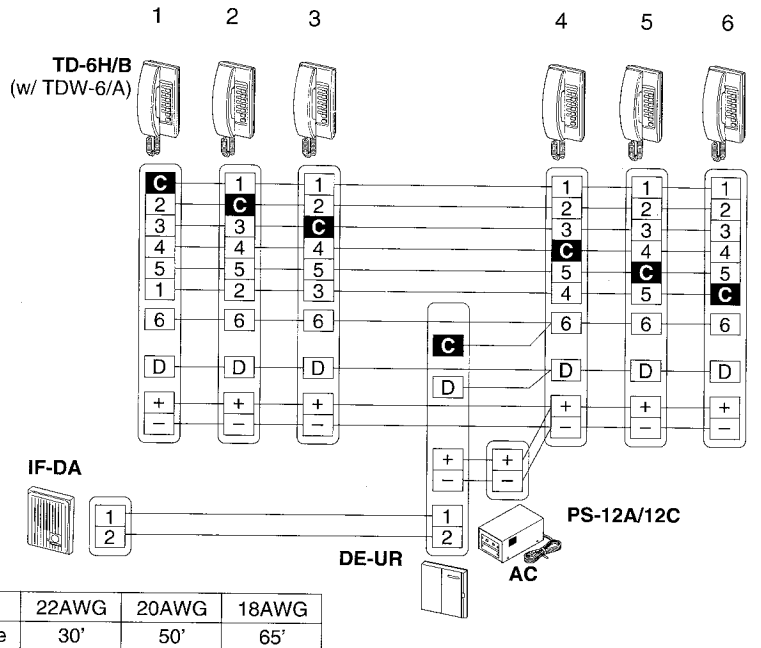 1 2 3 4 5 6
TD-6H/B
(w/ TDW-6/A)
C 1 1 1 1 1
2 C 2 2 2 2
3 3 C 3 3 3
4 4 4 C 4 4
5 5 5 5 C 5
1 2 3 4 5 C
6 6 6 6 6 6
C
D D D D D D
D
+ + + + + +
− − − − − −
+ +
− −
IF-DA
1 1
2 2
PS-12A/12C
DE-UR
AC
22AWG 20AWG 18AWG
30' 50' 65'